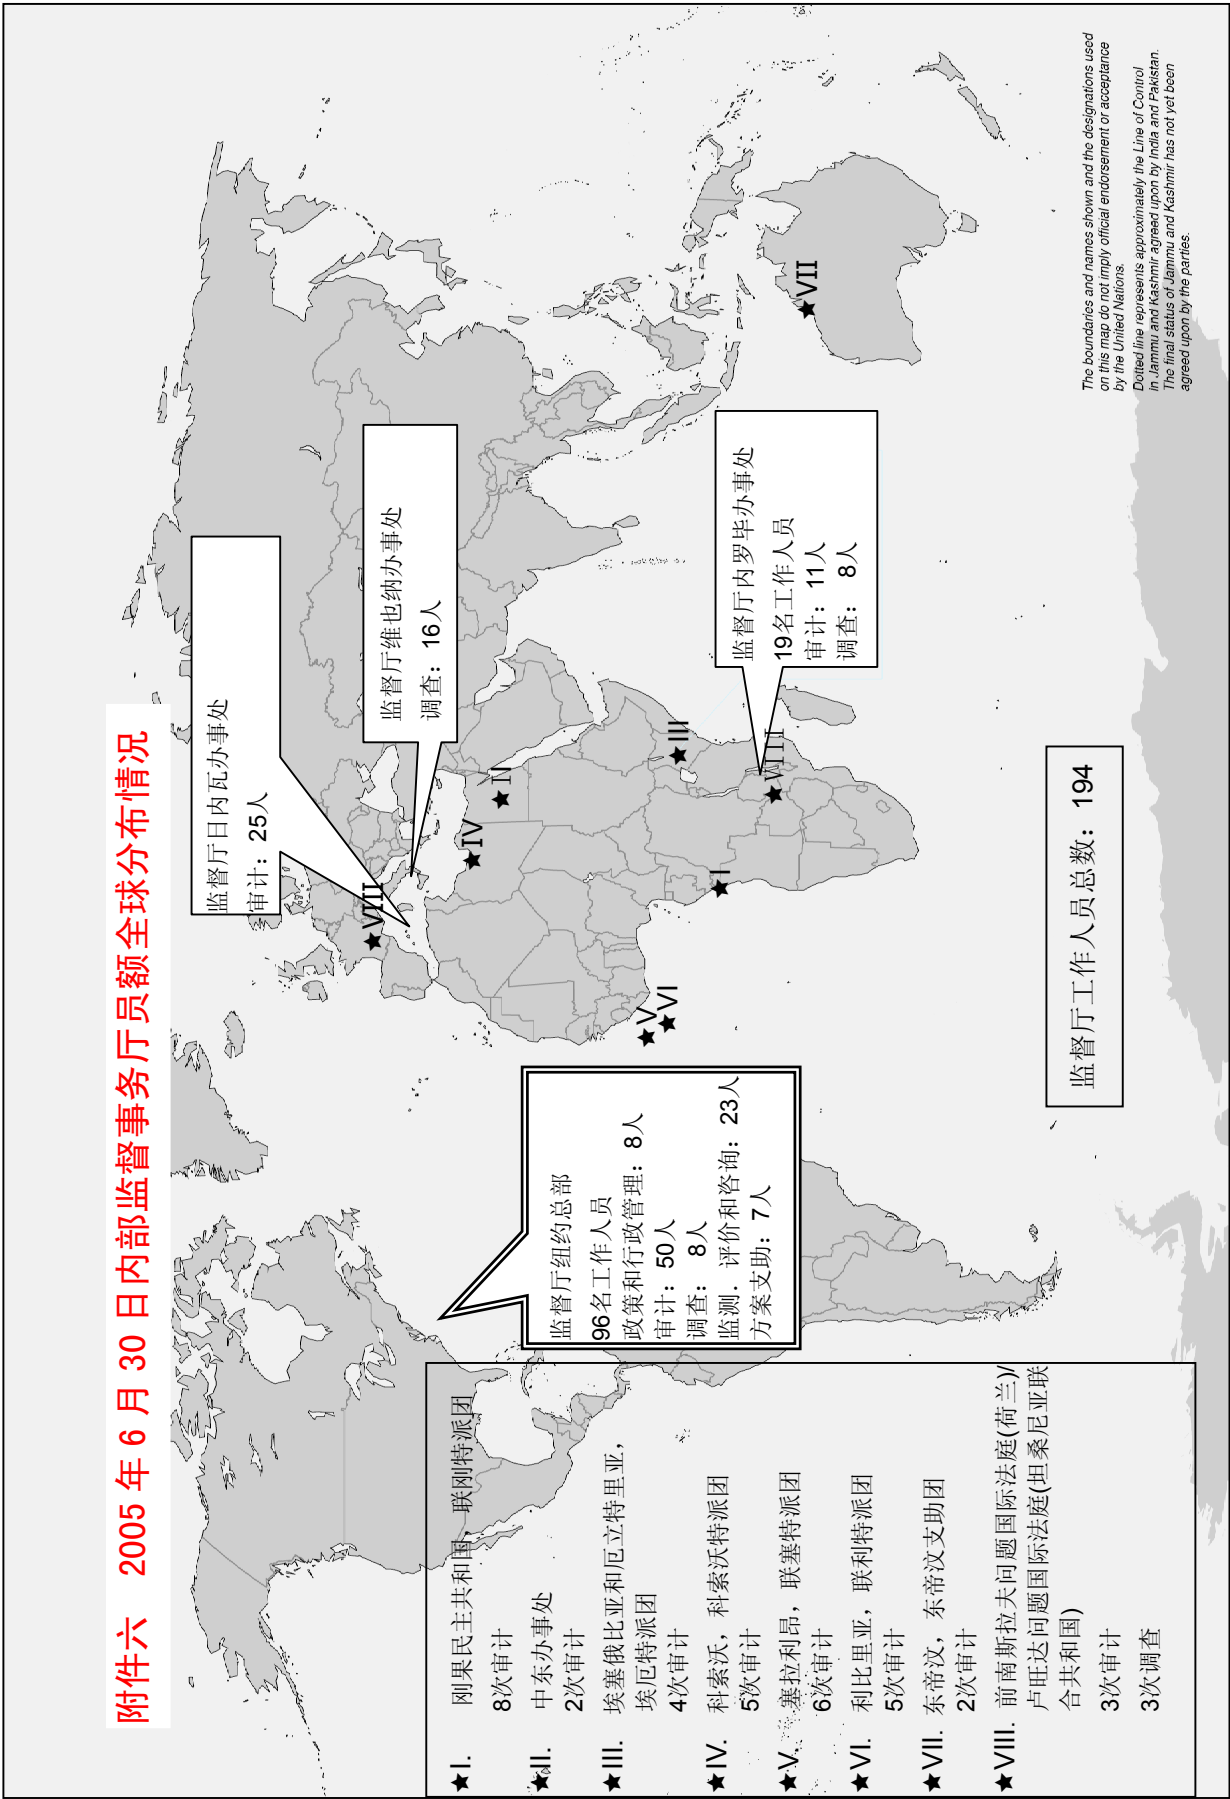 附件六 2005 年 6 月 30 日内部监督事务厅员额全球分布情况
监督厅日内瓦办事处
审计：25人
监督厅维也纳办事处
调查：16人
监督厅内罗毕办事处
19名工作人员
审计：11人
调查：8人
监督厅纽约总部
96名工作人员
政策和行政管理：8人
审计：50人
调查：8人
监测．评价和咨询：23人
方案支助：7人
★VIII
★IV
★II
★III
★I
★VIII
★V
★VI
★VII
★I. 刚果民主共和国，联刚特派团
8次审计
★II. 中东办事处
2次审计
★III. 埃塞俄比亚和厄立特里亚，
埃厄特派团
4次审计
★IV. 科索沃，科索沃特派团
5次审计
★V. 塞拉利昂，联塞特派团
6次审计
★VI. 利比里亚，联利特派团
5次审计
★VII. 东帝汶，东帝汶支助团
2次审计
★VIII. 前南斯拉夫问题国际法庭(荷兰)/
卢旺达问题国际法庭(坦桑尼亚联
合共和国)
3次审计
3次调查
监督厅工作人员总数：194
The boundaries and names shown and the designations used
on this map do not imply official endorsement or acceptance
by the United Nations.
Dotted line represents approximately the Line of Control
in Jammu and Kashmir agreed upon by India and Pakistan.
The final status of Jammu and Kashmir has not yet been
agreed upon by the parties.